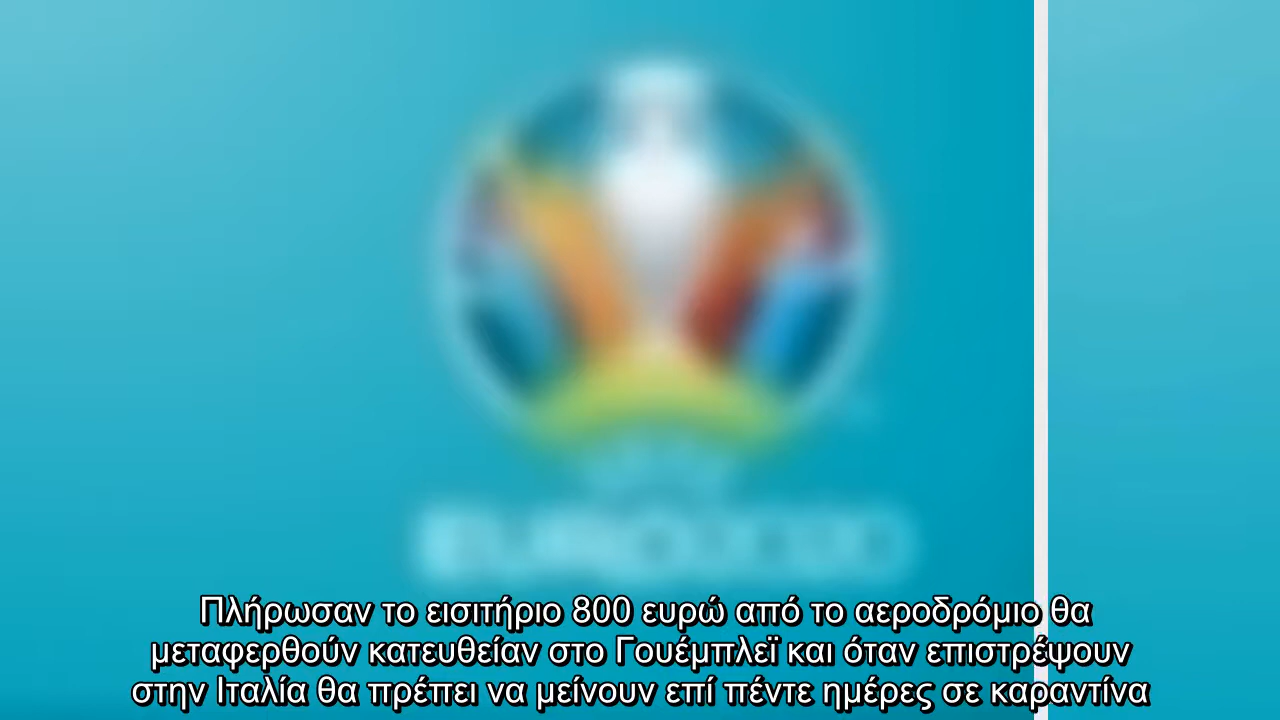 EURO2020
Πλήρωσαν το εισιτήριο 800 ευρώ από το αεροδρόμιο θα
μεταφερθούν κατευθείαν στο Γουέμπλεϊ και όταν επιστρέψουν
στην Ιταλία θα πρέπει να μείνουν επί πέντε ημέρες σε καραντίνα